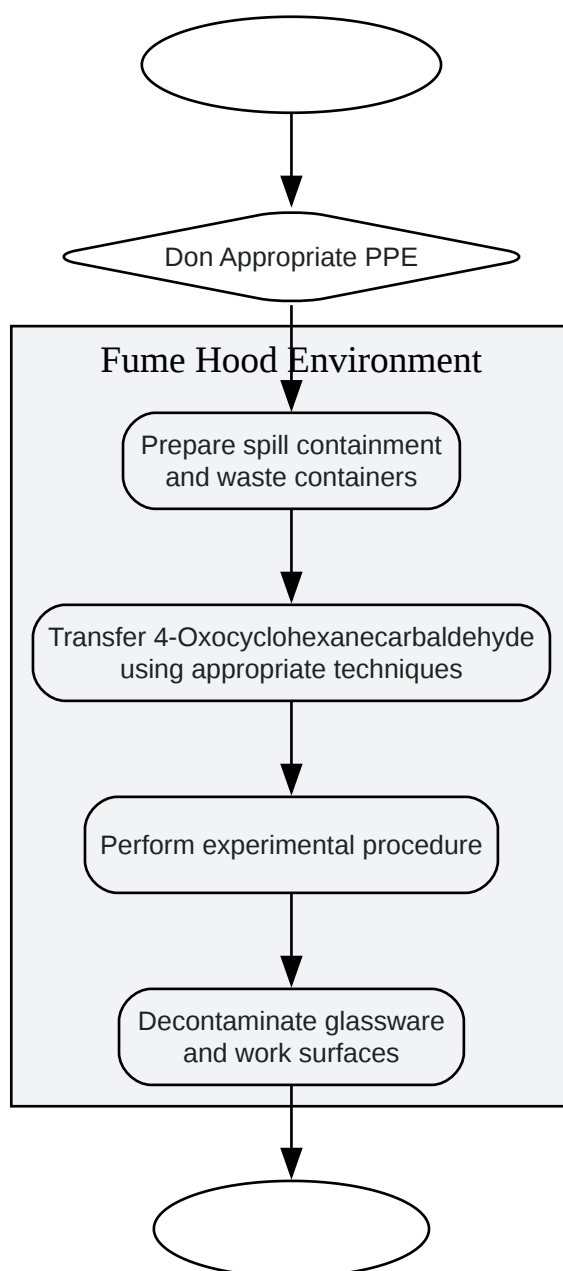 Don Appropriate PPE
Fume Hood Environment
Prepare spill containment
and waste containers
Transfer 4-Oxocyclohexanecarbaldehyde
using appropriate techniques
Perform experimental procedure
Decontaminate glassware
and work surfaces